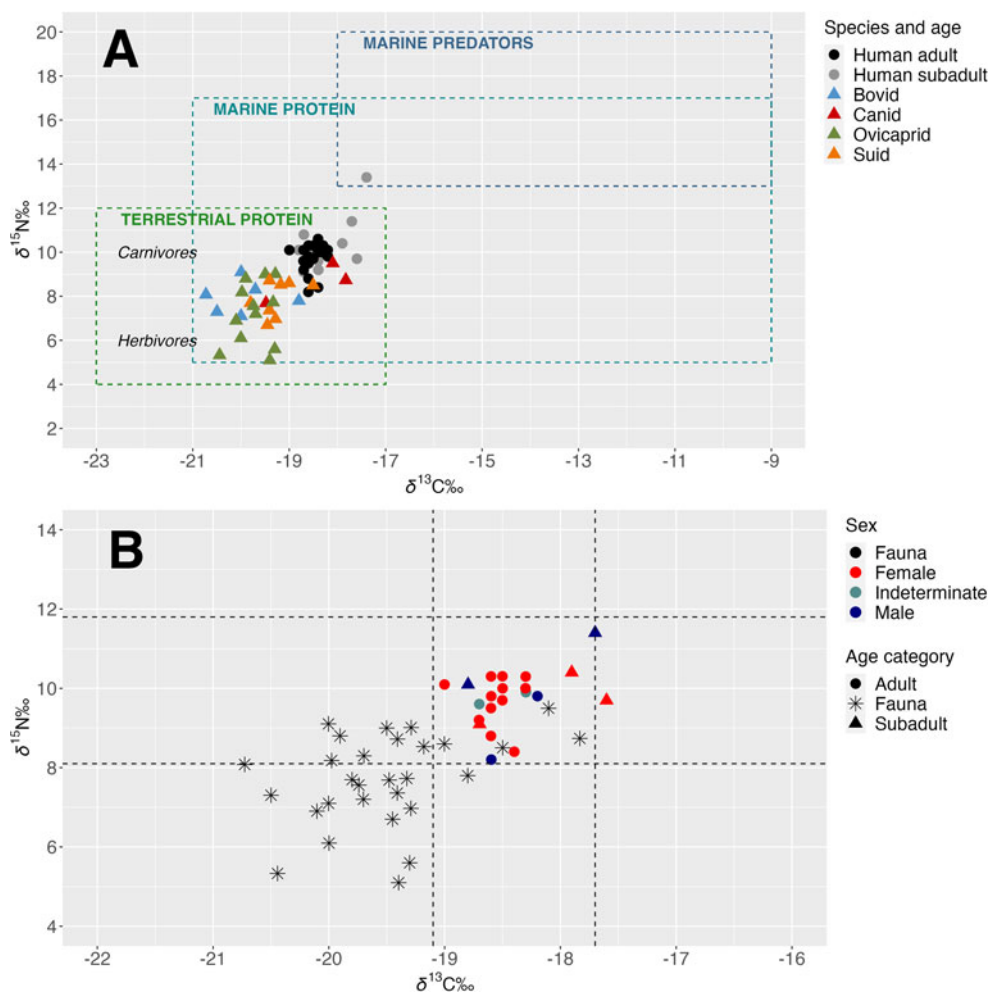 A
MARINE PREDATORS
MARINE PROTEIN
TERRESTRIAL PROTEIN
Carnivores
Herbivores
20
18
16
14
12
10
8
6
4
2
δ15N‰
-23 -21 -19 -17 -15 -13 -11 -9
δ13C‰
Species and age
Human adult
Human subadult
Bovid
Canid
Ovicaprid
Suid
B
14
12
10
8
6
4
δ15N‰
-22 -21 -20 -19 -18 -17 -16
δ13C‰
Sex
Fauna
Female
Indeterminate
Male
Age category
Adult
Fauna
Subadult